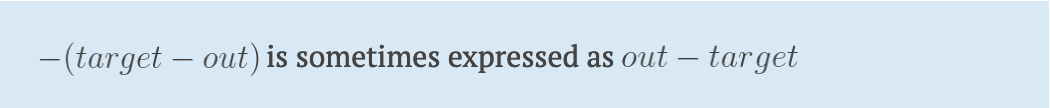 −(target − out) is sometimes expressed as out − target